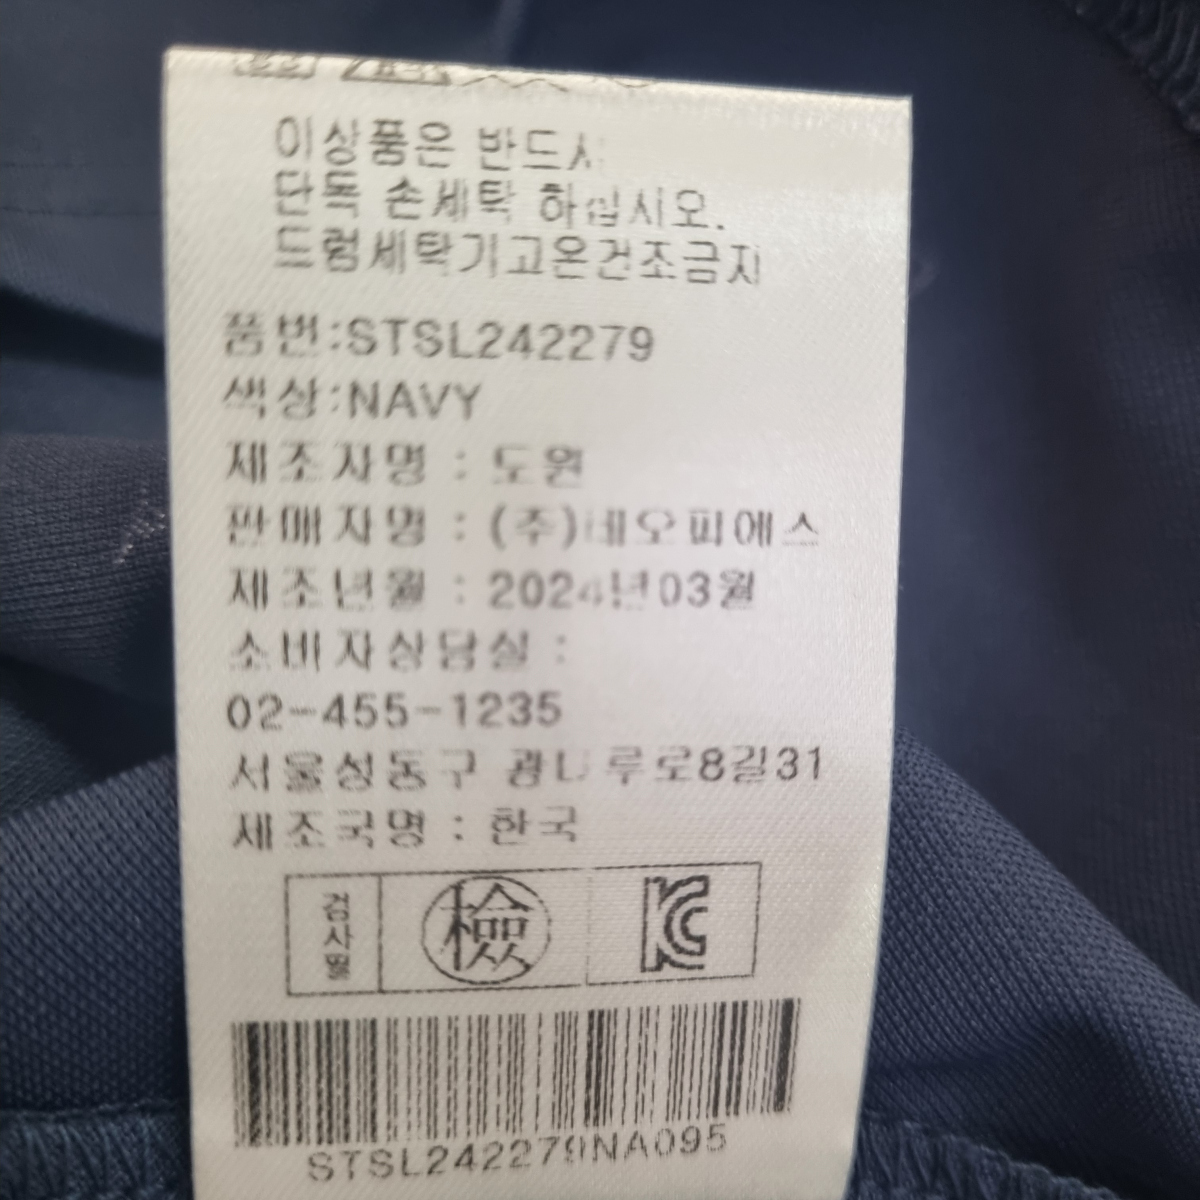 이상품은 반드시
단독 손세탁 하십시오.
드럼세탁기고온건조금지
품번:STSL242279
색상:NAVY
제조자명 : 도원
판매자명 : (주)네오피에스
제조년월 : 2024년03월
소비자상담실 :
02-455-1235
서울성동구 광나루로8길31
제조국명 : 한국
검사필
檢
KC
STSL242279NA095